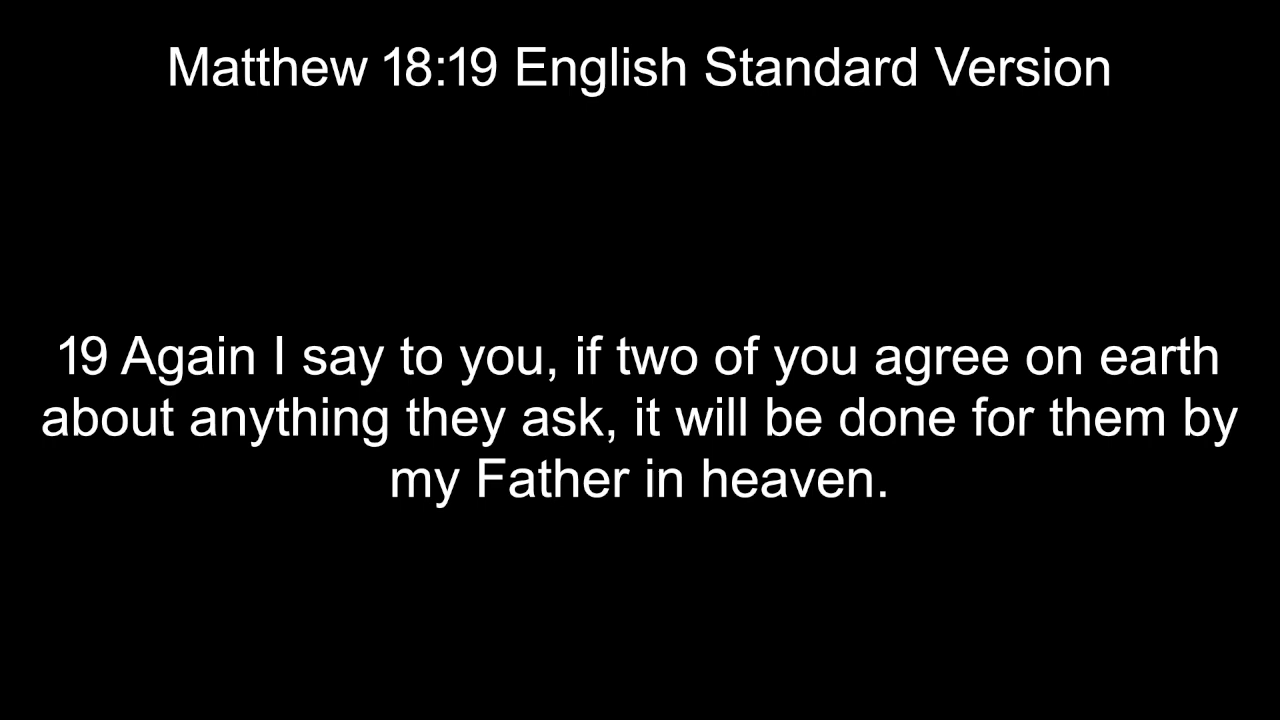 Matthew 18:19 English Standard Version
19 Again I say to you, if two of you agree on earth
about anything they ask, it will be done for them by
my Father in heaven.